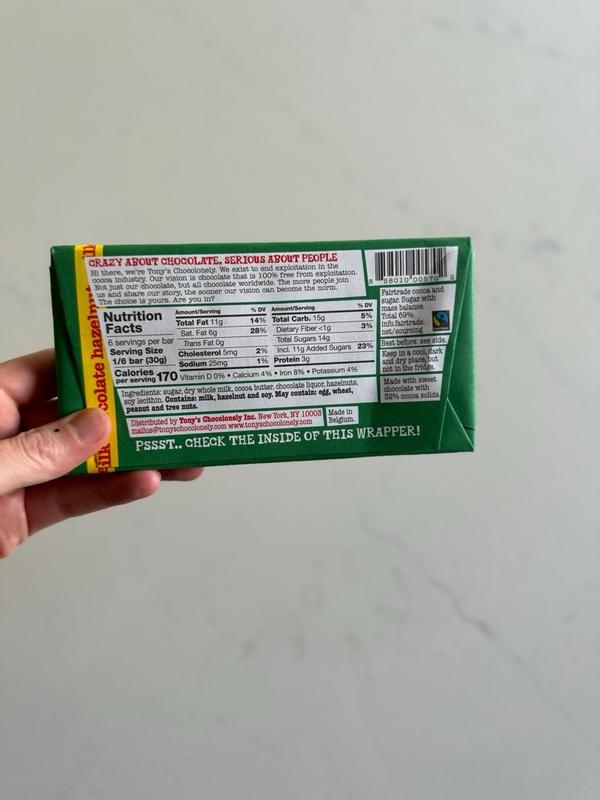 milk chocolate hazelnut
CRAZY ABOUT CHOCOLATE, SERIOUS ABOUT PEOPLE
Hi there, we're Tony's Chocolonely. We exist to end exploitation in the
cocoa industry. Our vision is chocolate that is 100% free from exploitation.
Not just our chocolate, but all chocolate worldwide. The more people join
us and share our story, the sooner our vision can become the norm.
The choice is yours. Are you in?
Nutrition
Facts
6 servings per bar
Serving Size
1/6 bar (30g)
Calories
per serving 170
Amount/Serving % DV
Total Fat 11g 14%
Sat. Fat 6g 28%
Trans Fat 0g
Cholesterol 5mg 2%
Sodium 25mg 1%
Amount/Serving % DV
Total Carb. 15g 5%
Dietary Fiber <1g 3%
Total Sugars 14g
Incl. 11g Added Sugars 23%
Protein 3g
Vitamin D 0% • Calcium 4% • Iron 8% • Potassium 4%
Ingredients: sugar, dry whole milk, cocoa butter, chocolate liquor, hazelnuts,
soy lecithin. Contains: milk, hazelnut and soy. May contain: egg, wheat,
peanut and tree nuts.
Distributed by Tony's Chocolonely Inc. New York, NY 10003
mailus@tonyschocolonely.com www.tonyschocolonely.com
Made in
Belgium.
PSSST.. CHECK THE INSIDE OF THIS WRAPPER!
8 58010 00570 2
Fairtrade cocoa and
sugar. Sugar with
mass balance.
Total 69%.
info.fairtrade.
net/sourcing
Best before: see side.
Keep in a cool, dark
and dry place, but
not in the fridge.
Made with sweet
chocolate with
32% cocoa solids.